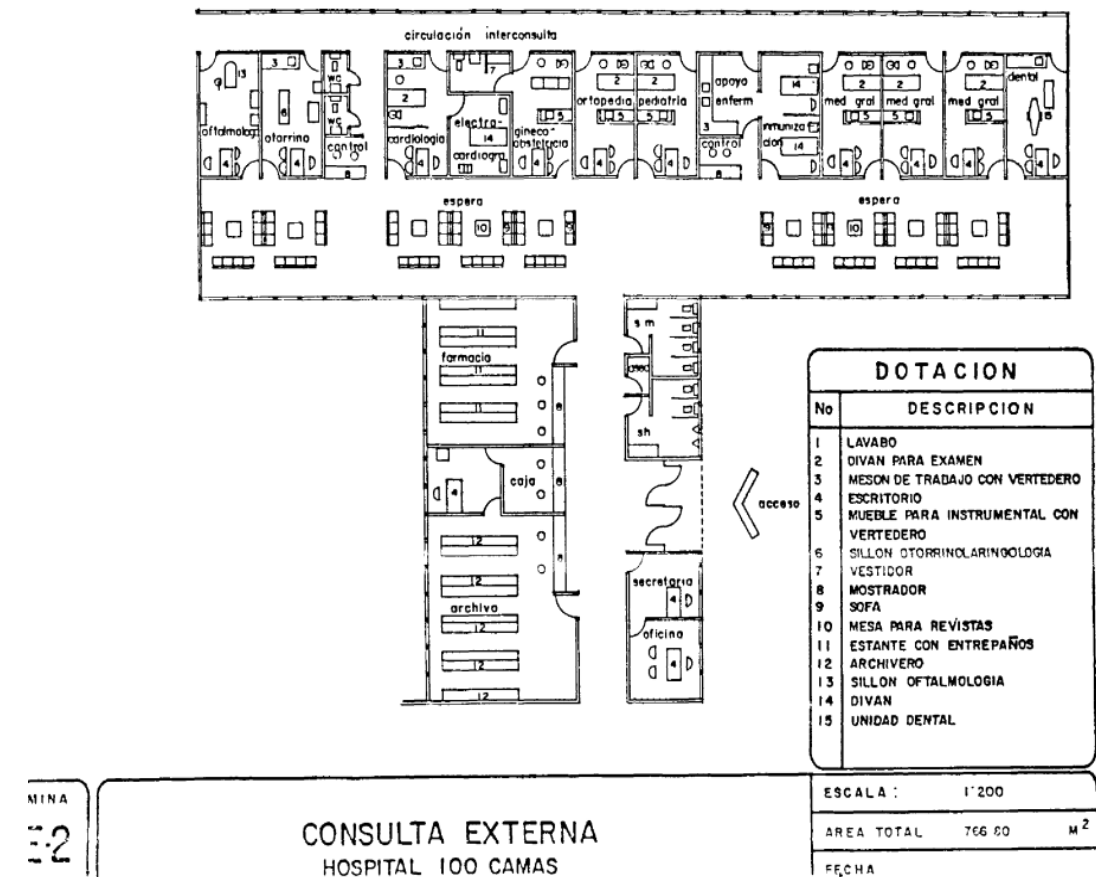 circulación interconsulta
oftalmolog
otorrino
wc
wc
control
cardiologia
electro-
cardiogra
gineco-
obstetricia
ortopedia
pediatria
apoyo
enferm
control
inmuniza
cion
med gral
med gral
med gral
dental
espera
espera
farmacia
s m
aseo
sh
caja
acceso
archivo
secretaria
oficina
DOTACION
No DESCRIPCION
1 LAVABO
2 DIVAN PARA EXAMEN
3 MESON DE TRABAJO CON VERTEDERO
4 ESCRITORIO
5 MUEBLE PARA INSTRUMENTAL CON
VERTEDERO
6 SILLON OTORRINOLARINGOLOGIA
7 VESTIDOR
8 MOSTRADOR
9 SOFA
10 MESA PARA REVISTAS
11 ESTANTE CON ENTREPAÑOS
12 ARCHIVERO
13 SILLON OFTALMOLOGIA
14 DIVAN
15 UNIDAD DENTAL
MINA
E-2
CONSULTA EXTERNA
HOSPITAL 100 CAMAS
ESCALA: 1:200
AREA TOTAL 766.80 M2
FECHA